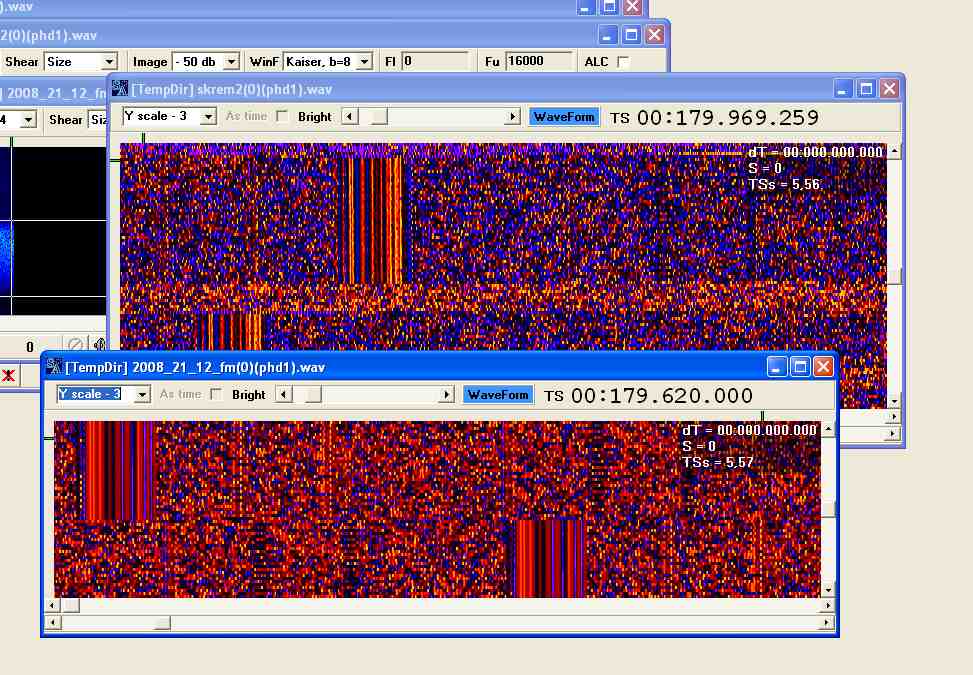 ).wav
2(0)(phd1).wav
Shear Size Image - 50 db WinF Kaiser, b=8 Fl 0 Fu 16000 ALC
] 2008_21_12_fm
4 Shear Siz
[TempDir] skrem2(0)(phd1).wav
Y scale - 3 As time Bright WaveForm TS 00:179.969.259
dT = 00:000.000.000
S = 0
TSs = 5,56
0
[TempDir] 2008_21_12_fm(0)(phd1).wav
Y scale - 3 As time Bright WaveForm TS 00:179.620.000
dT = 00:000.000.000
S = 0
TSs = 5,57